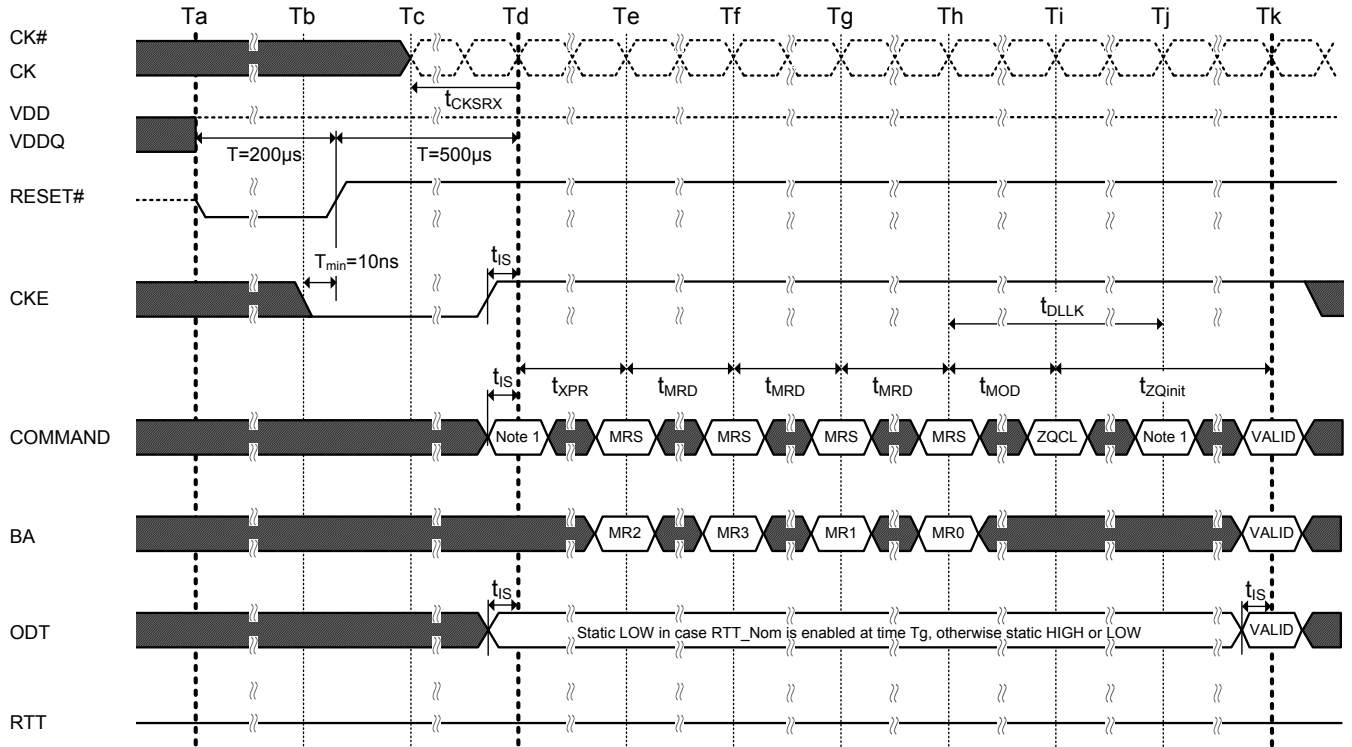 Ta Tb Tc Td Te Tf Tg Th Ti Tj Tk
CK#
CK
tCKSRX
VDD
VDDQ
T=200µs T=500µs
RESET#
Tmin=10ns
tIS
CKE
tDLLK
tIS
tXPR tMRD tMRD tMRD tMOD tZQinit
COMMAND Note 1 MRS MRS MRS MRS ZQCL Note 1 VALID
BA MR2 MR3 MR1 MR0 VALID
tIS tIS
ODT Static LOW in case RTT_Nom is enabled at time Tg, otherwise static HIGH or LOW VALID
RTT